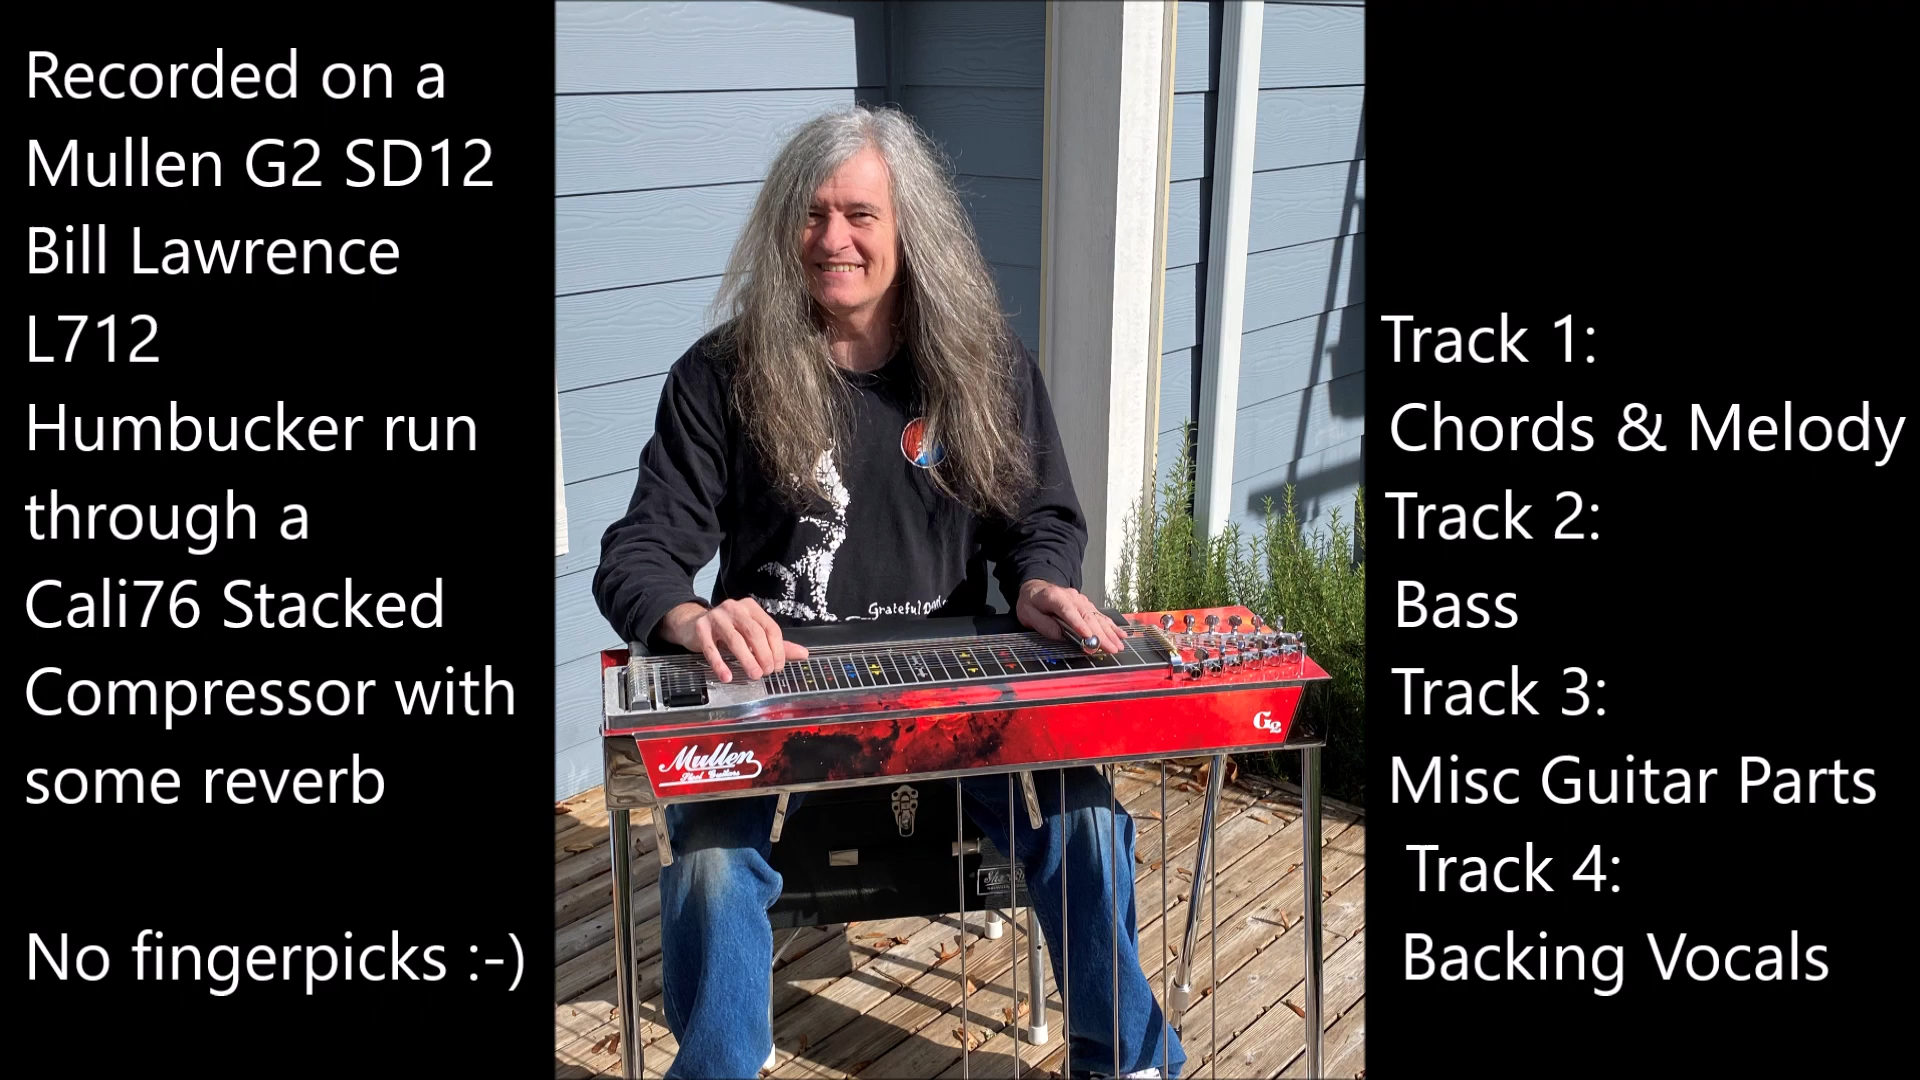 Recorded on a
Mullen G2 SD12
Bill Lawrence
L712
Humbucker run
through a
Cali76 Stacked
Compressor with
some reverb
No fingerpicks :-)
Grateful Dead
Mullen
Steel Guitars
G2
Track 1:
Chords & Melody
Track 2:
Bass
Track 3:
Misc Guitar Parts
Track 4:
Backing Vocals